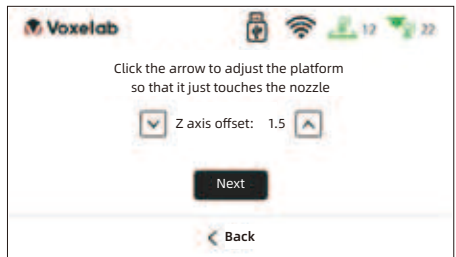 Voxelab 12 22
Click the arrow to adjust the platform
so that it just touches the nozzle
Z axis offset: 1.5
Next
Back